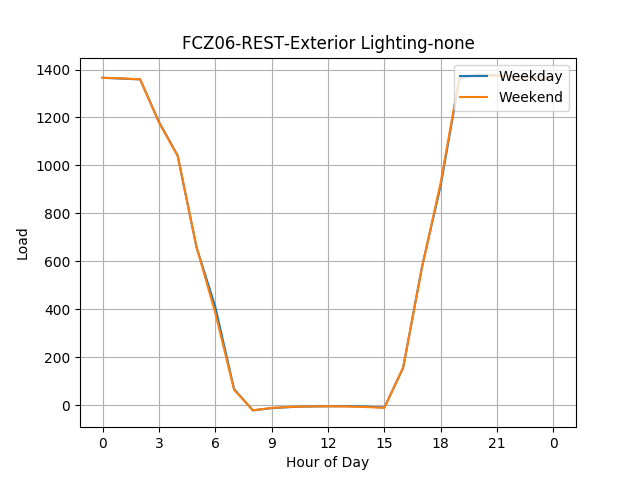 FCZ06-REST-Exterior Lighting-none
1400
1200
1000
800
600
400
200
0
Load
Weekday
Weekend
0 3 6 9 12 15 18 21 0
Hour of Day